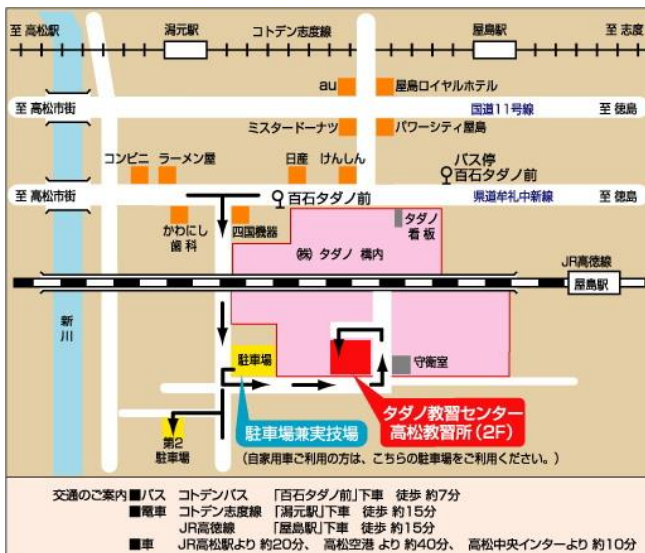 至 高松駅
潟元駅
コトデン志度線
屋島駅
至 志度
au
屋島ロイヤルホテル
至 高松市街
国道11号線
至 徳島
ミスタードーナツ
パワーシティ屋島
コンビニ
ラーメン屋
日産
けんしん
バス停
百石タダノ前
至 高松市街
百石タダノ前
県道牟礼中新線
至 徳島
かわにし
歯科
四国機器
タダノ
看板
㈱ タダノ 構内
JR高徳線
屋島駅
新川
駐車場
守衛室
駐車場兼実技場
タダノ教習センター
高松教習所(2F)
第2
駐車場
(自家用車ご利用の方は、こちらの駐車場をご利用ください。)
交通のご案内 ■バス コトデンバス 「百石タダノ前」下車 徒歩 約7分
■電車 コトデン志度線 「潟元駅」下車 徒歩 約15分
JR高徳線 「屋島駅」下車 徒歩 約15分
■車 JR高松駅より 約20分、 高松空港 より 約40分、 高松中央インターより 約10分